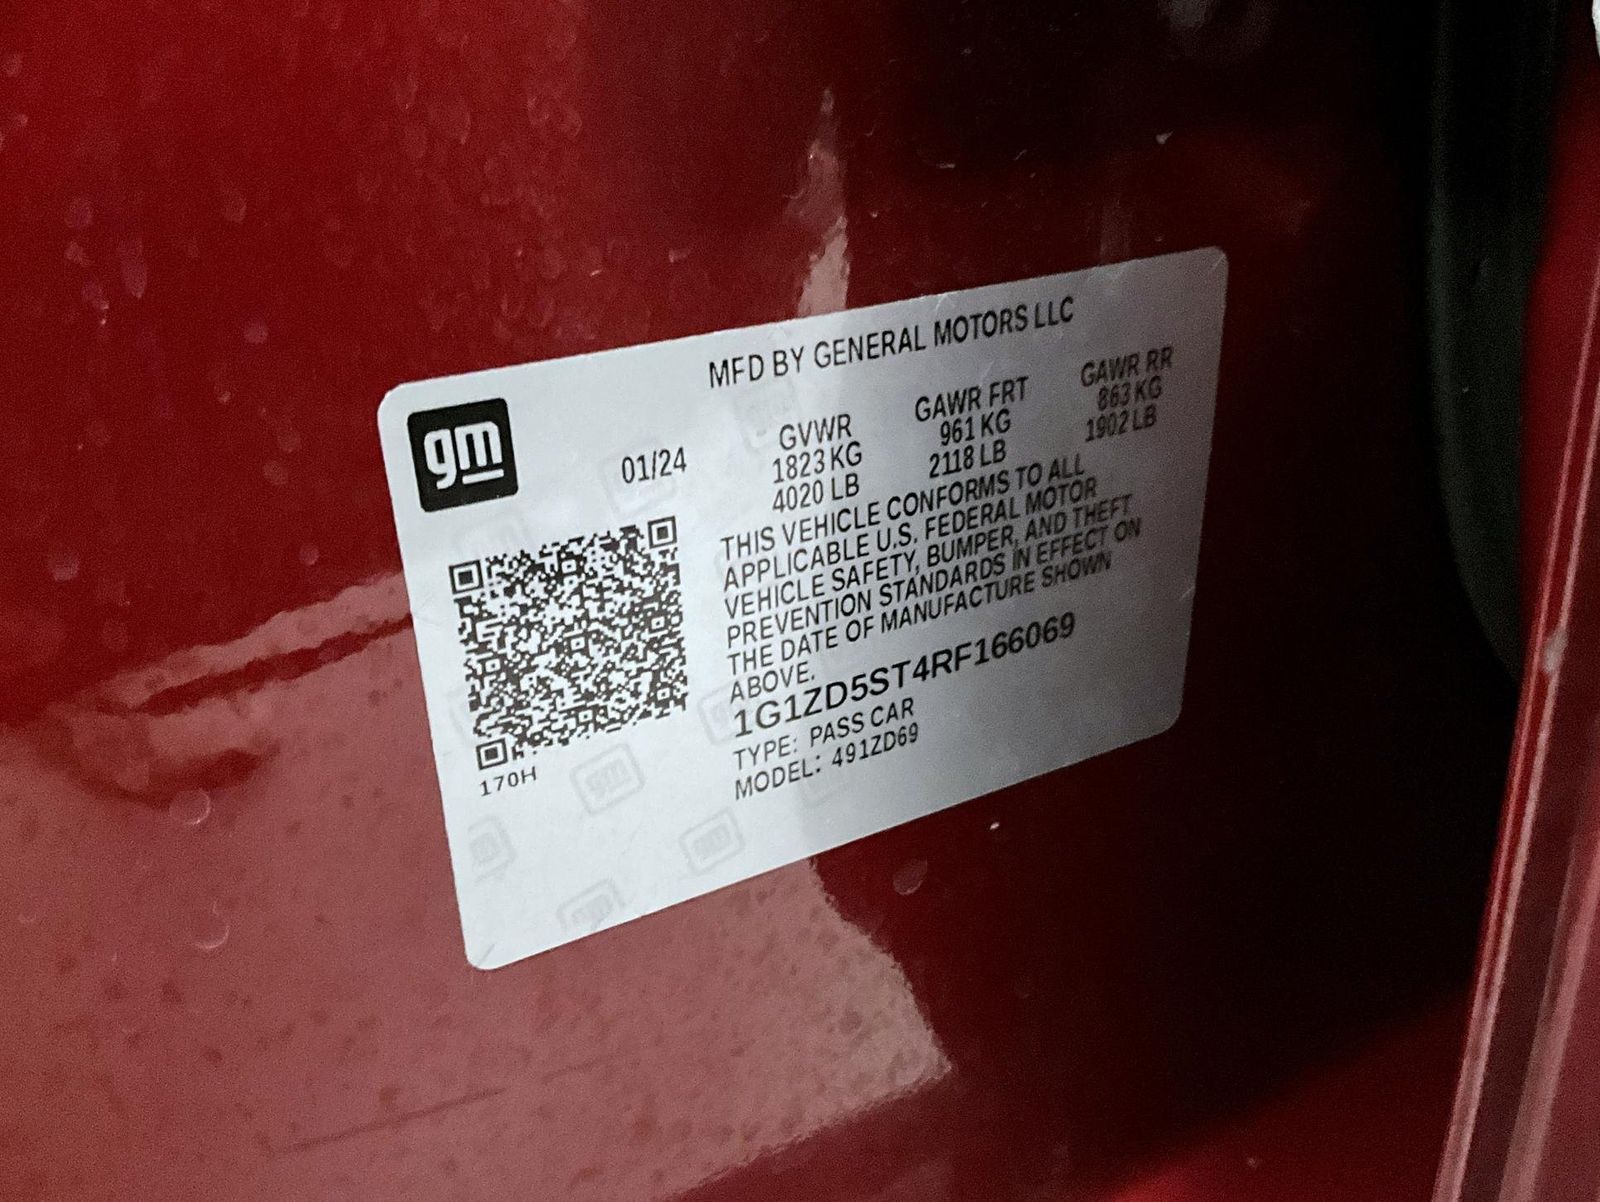 MFD BY GENERAL MOTORS LLC
gm
01/24
GVWR
1823 KG
4020 LB
GAWR FRT
961 KG
2118 LB
GAWR RR
863 KG
1902 LB
THIS VEHICLE CONFORMS TO ALL
APPLICABLE U.S. FEDERAL MOTOR
VEHICLE SAFETY, BUMPER, AND THEFT
PREVENTION STANDARDS IN EFFECT ON
THE DATE OF MANUFACTURE SHOWN
ABOVE.
1G1ZD5ST4RF166069
TYPE: PASS CAR
MODEL: 491ZD69
170H